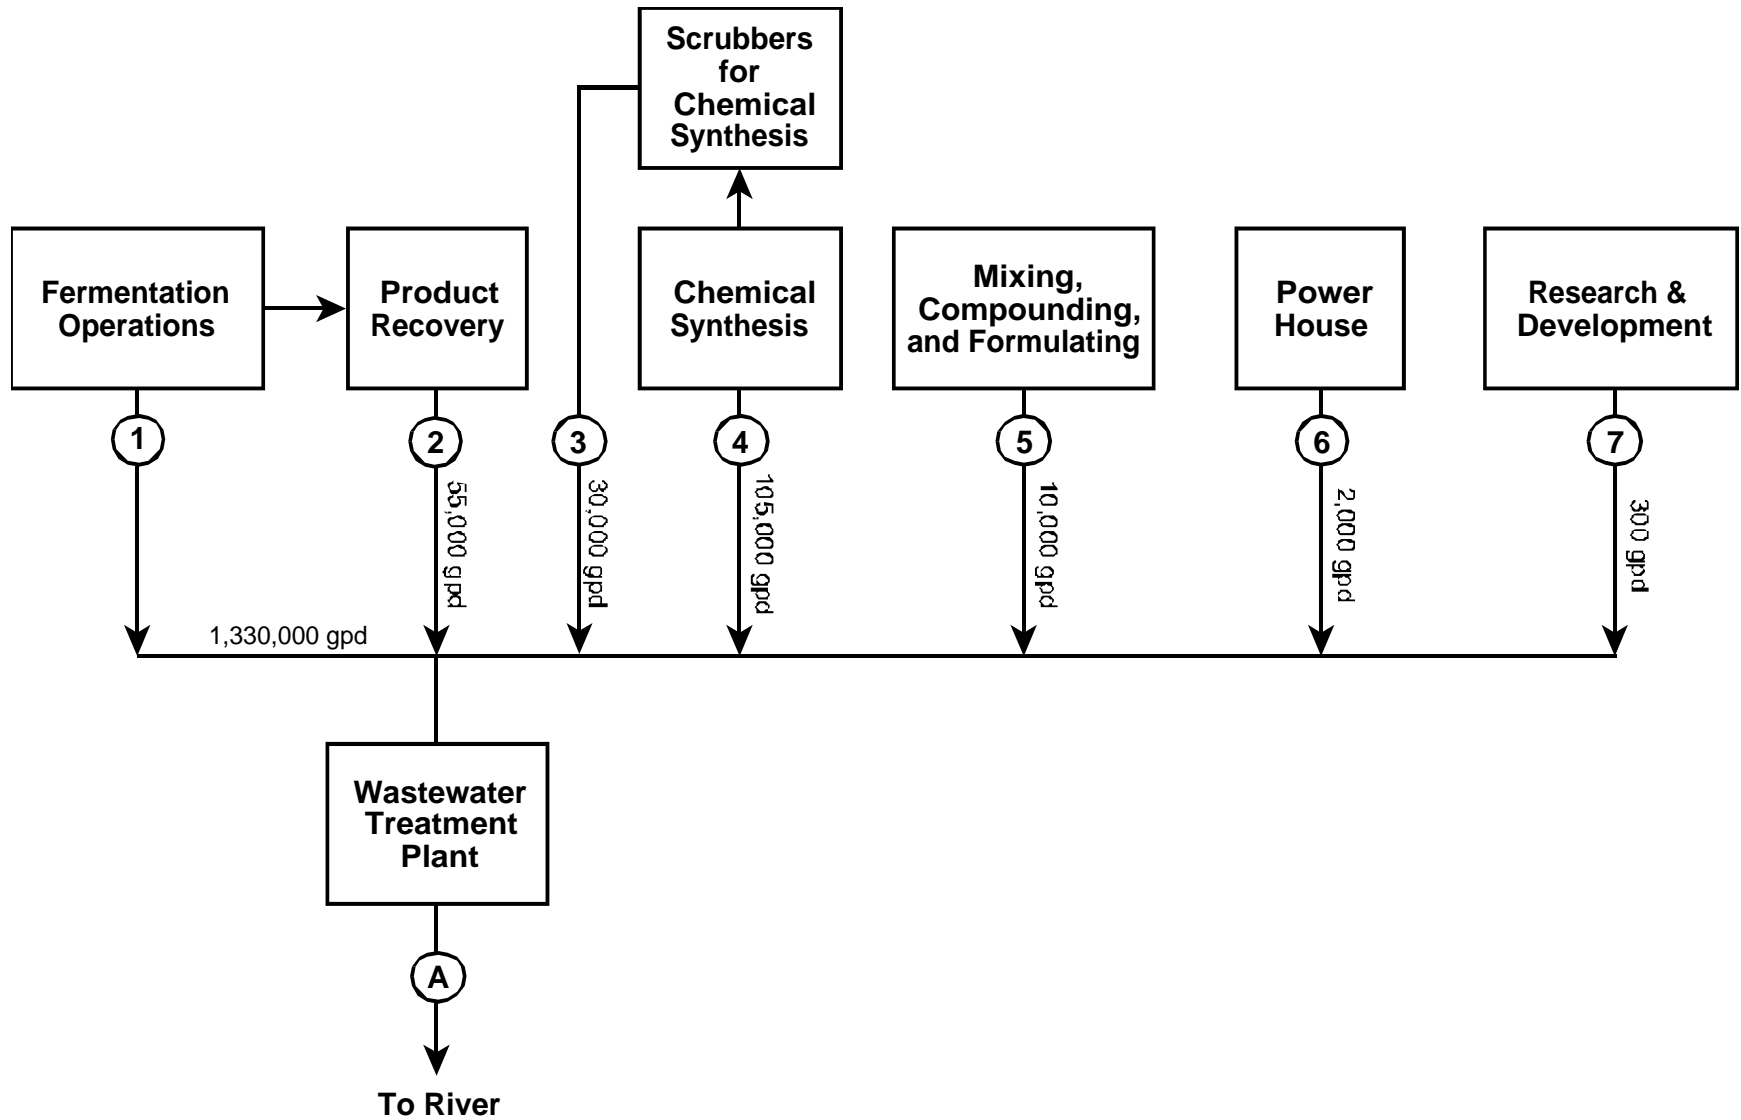 Scrubbers
for
Chemical
Synthesis
Fermentation
Operations
Product
Recovery
Chemical
Synthesis
Mixing,
Compounding,
and Formulating
Power
House
Research &
Development
1
2
3
4
5
6
7
55,000 gpd
30,000 gpd
105,000 gpd
10,000 gpd
2,000 gpd
300 gpd
1,330,000 gpd
Wastewater
Treatment
Plant
A
To River